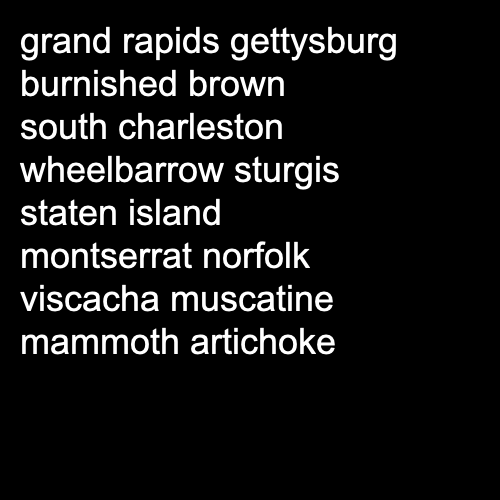 grand rapids gettysburg
burnished brown
south charleston
wheelbarrow sturgis
staten island
montserrat norfolk
viscacha muscatine
mammoth artichoke